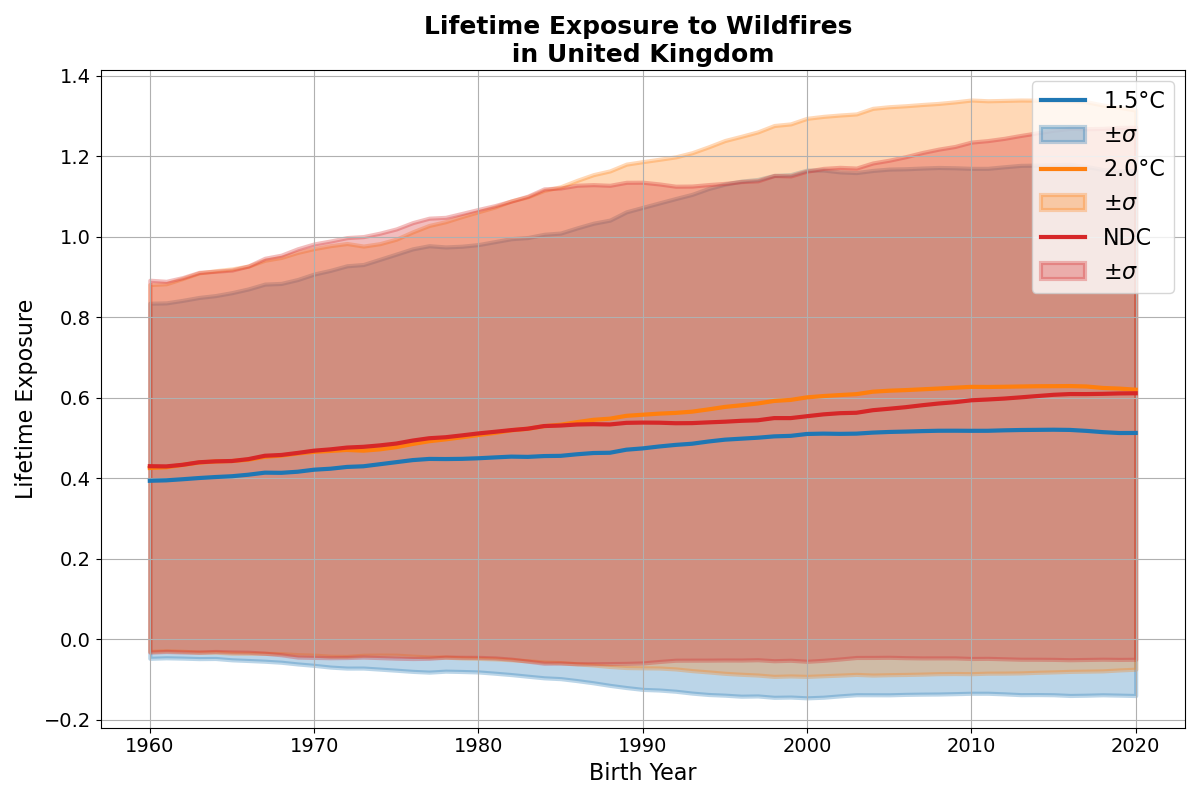 Lifetime Exposure to Wildfires
in United Kingdom
1.5°C
±σ
2.0°C
±σ
NDC
±σ
Lifetime Exposure
1.4
1.2
1.0
0.8
0.6
0.4
0.2
0.0
−0.2
1960 1970 1980 1990 2000 2010 2020
Birth Year